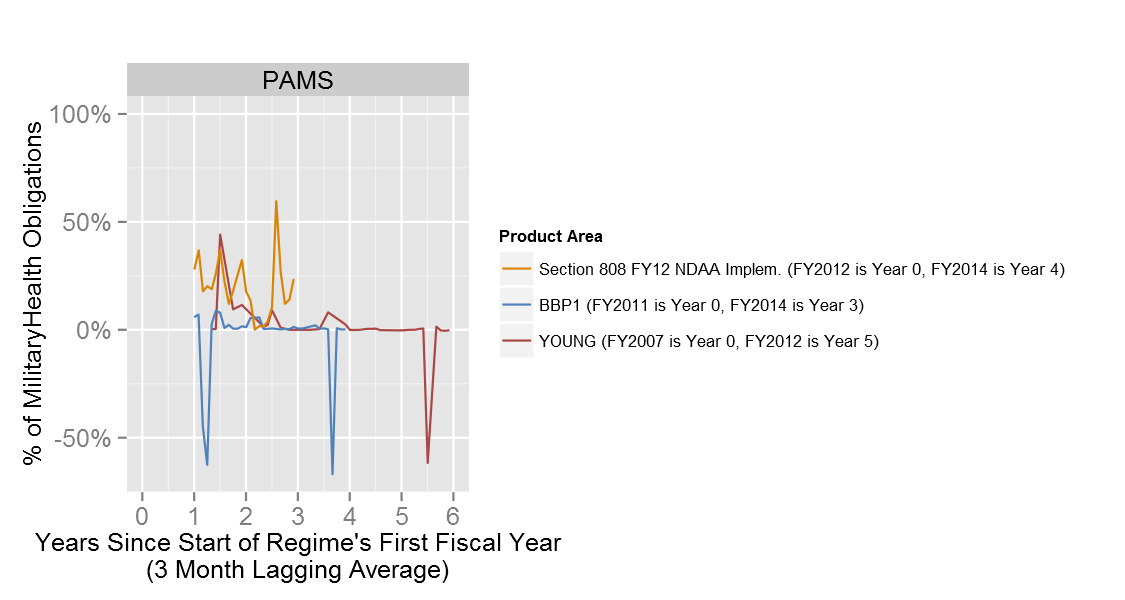 PAMS
% of MilitaryHealth Obligations
100%
50%
0%
-50%
0 1 2 3 4 5 6
Years Since Start of Regime's First Fiscal Year
(3 Month Lagging Average)
Product Area
Section 808 FY12 NDAA Implem. (FY2012 is Year 0, FY2014 is Year 4)
BBP1 (FY2011 is Year 0, FY2014 is Year 3)
YOUNG (FY2007 is Year 0, FY2012 is Year 5)